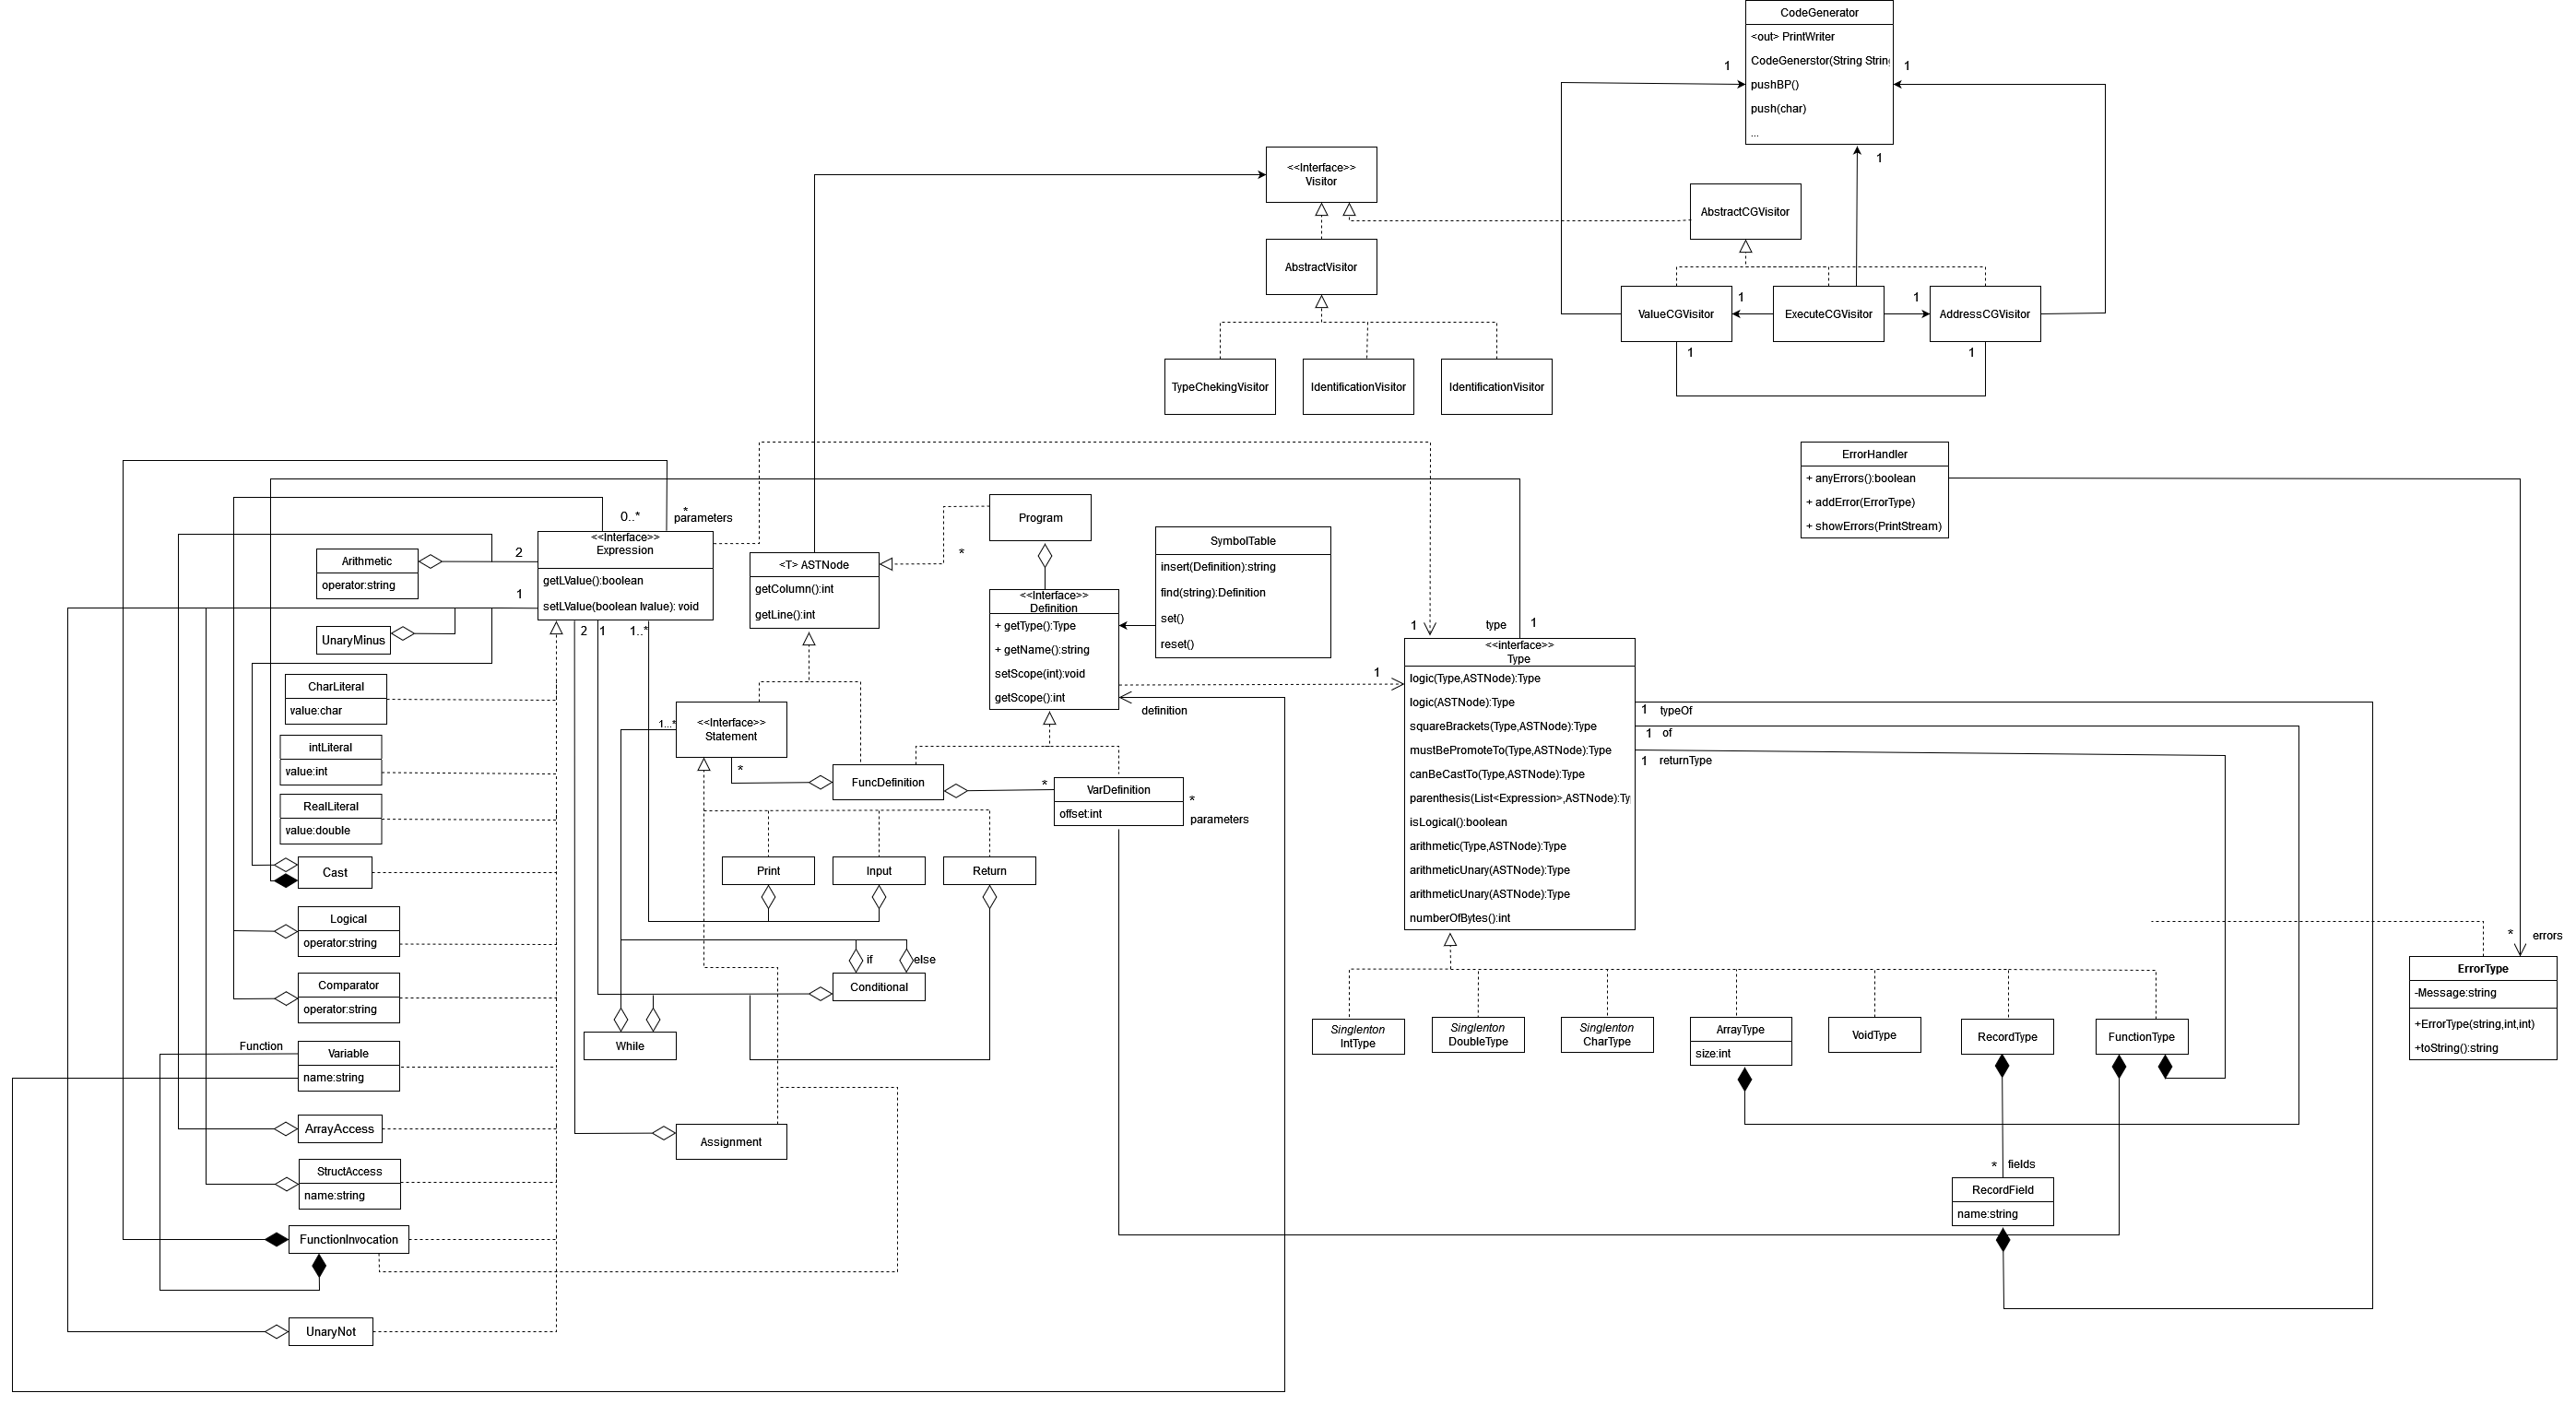 CodeGenerator
<out> PrintWriter
CodeGenerstor(String Strin
pushBP()
push(char)
...
1
1
1
<<Interface>>
Visitor
AbstractCGVisitor
AbstractVisitor
ValueCGVisitor
1
ExecuteCGVisitor
1
AddressCGVisitor
1
1
TypeChekingVisitor
IdentificationVisitor
IdentificationVisitor
ErrorHandler
+ anyErrors():boolean
+ addError(ErrorType)
+ showErrors(PrintStream)
0..*
*
parameters
<<Interface>>
Expression
getLValue():boolean
setLValue(boolean lvalue): void
2
1
2
1
1..*
Arithmetic
operator:string
UnaryMinus
CharLiteral
value:char
intLiteral
value:int
RealLiteral
value:double
Cast
Logical
operator:string
Comparator
operator:string
Function
Variable
name:string
ArrayAccess
StructAccess
name:string
FunctionInvocation
UnaryNot
<T> ASTNode
getColumn():int
getLine():int
*
Program
<<Interface>>
Definition
+ getType():Type
+ getName():string
setScope(int):void
getScope():int
definition
SymbolTable
insert(Definition):string
find(string):Definition
set()
reset()
1...*
<<Interface>>
Statement
*
FuncDefinition
*
VarDefinition
offset:int
*
parameters
Print
Input
Return
if
else
Conditional
While
Assignment
1
type
1
1
<<interface>>
Type
logic(Type,ASTNode):Type
logic(ASTNode):Type
squareBrackets(Type,ASTNode):Type
mustBePromoteTo(Type,ASTNode):Type
canBeCastTo(Type,ASTNode):Type
parenthesis(List<Expression>,ASTNode):Ty
isLogical():boolean
arithmetic(Type,ASTNode):Type
arithmeticUnary(ASTNode):Type
arithmeticUnary(ASTNode):Type
numberOfBytes():int
1 typeOf
1 of
1 returnType
Singlenton
IntType
Singlenton
DoubleType
Singlenton
CharType
ArrayType
size:int
VoidType
RecordType
FunctionType
* fields
RecordField
name:string
* errors
ErrorType
-Message:string
+ErrorType(string,int,int)
+toString():string